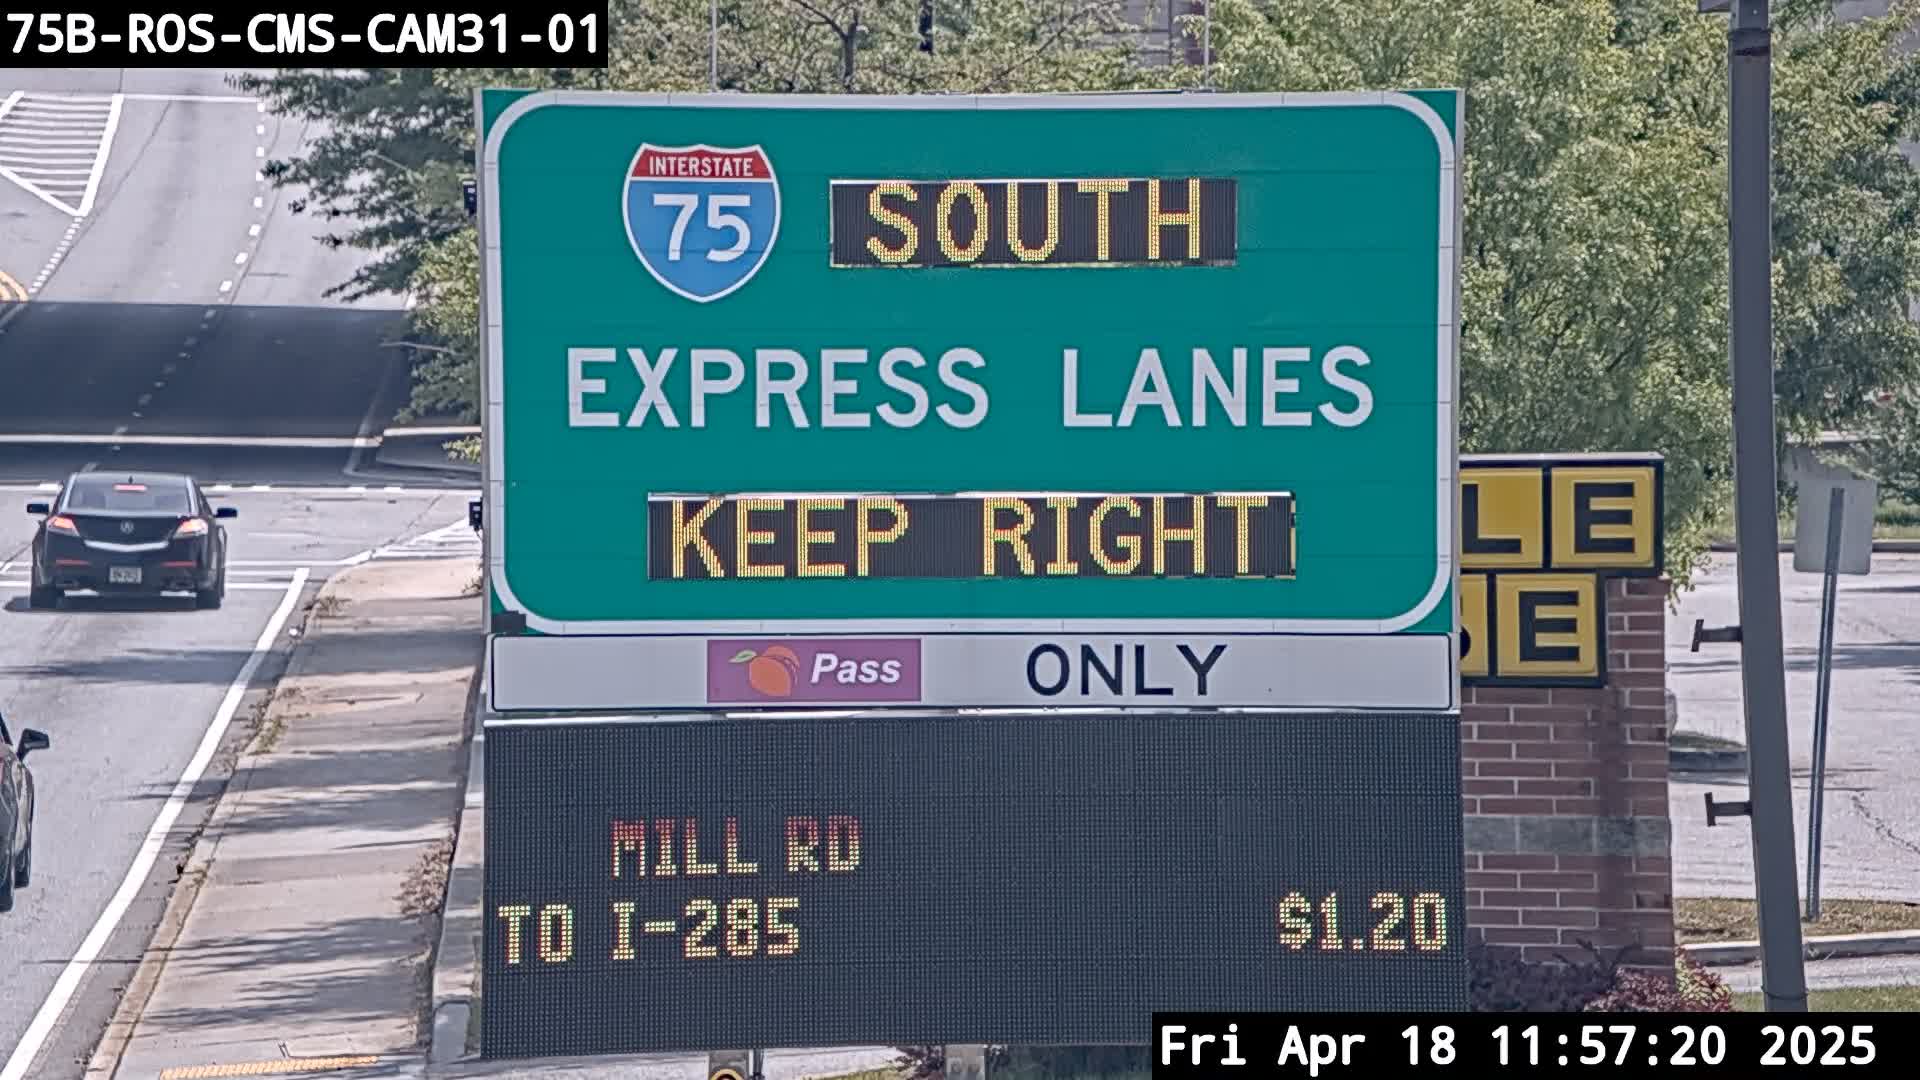 75B-ROS-CMS-CAM31-01
INTERSTATE
75
SOUTH
EXPRESS LANES
KEEP RIGHT
Pass ONLY
LE
E
MILL RD
TO I-285 $1.20
Fri Apr 18 11:57:20 2025